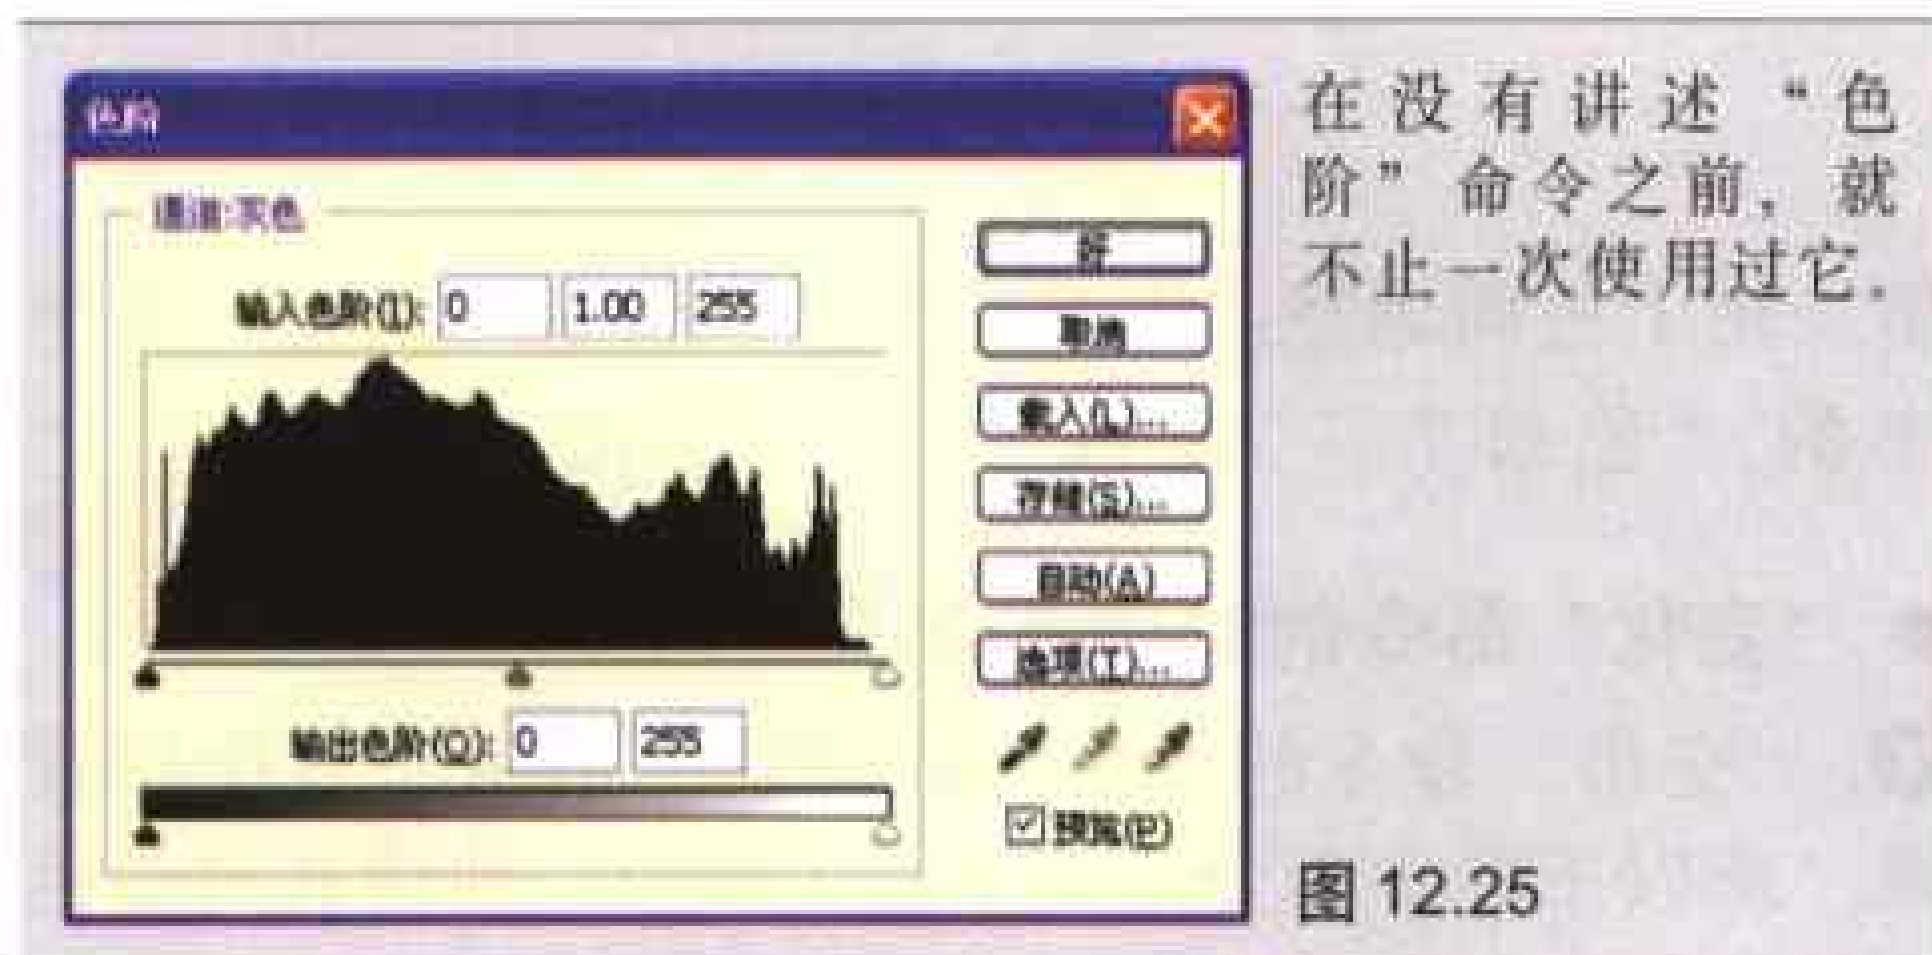 色阶
通道:灰色
输入色阶(I): 0 1.00 255
输出色阶(O): 0 255
好
取消
载入(L)...
存储(S)...
自动(A)
选项(T)...
预览(P)
在没有讲述“色
阶”命令之前，就
不止一次使用过它．
图 12.25